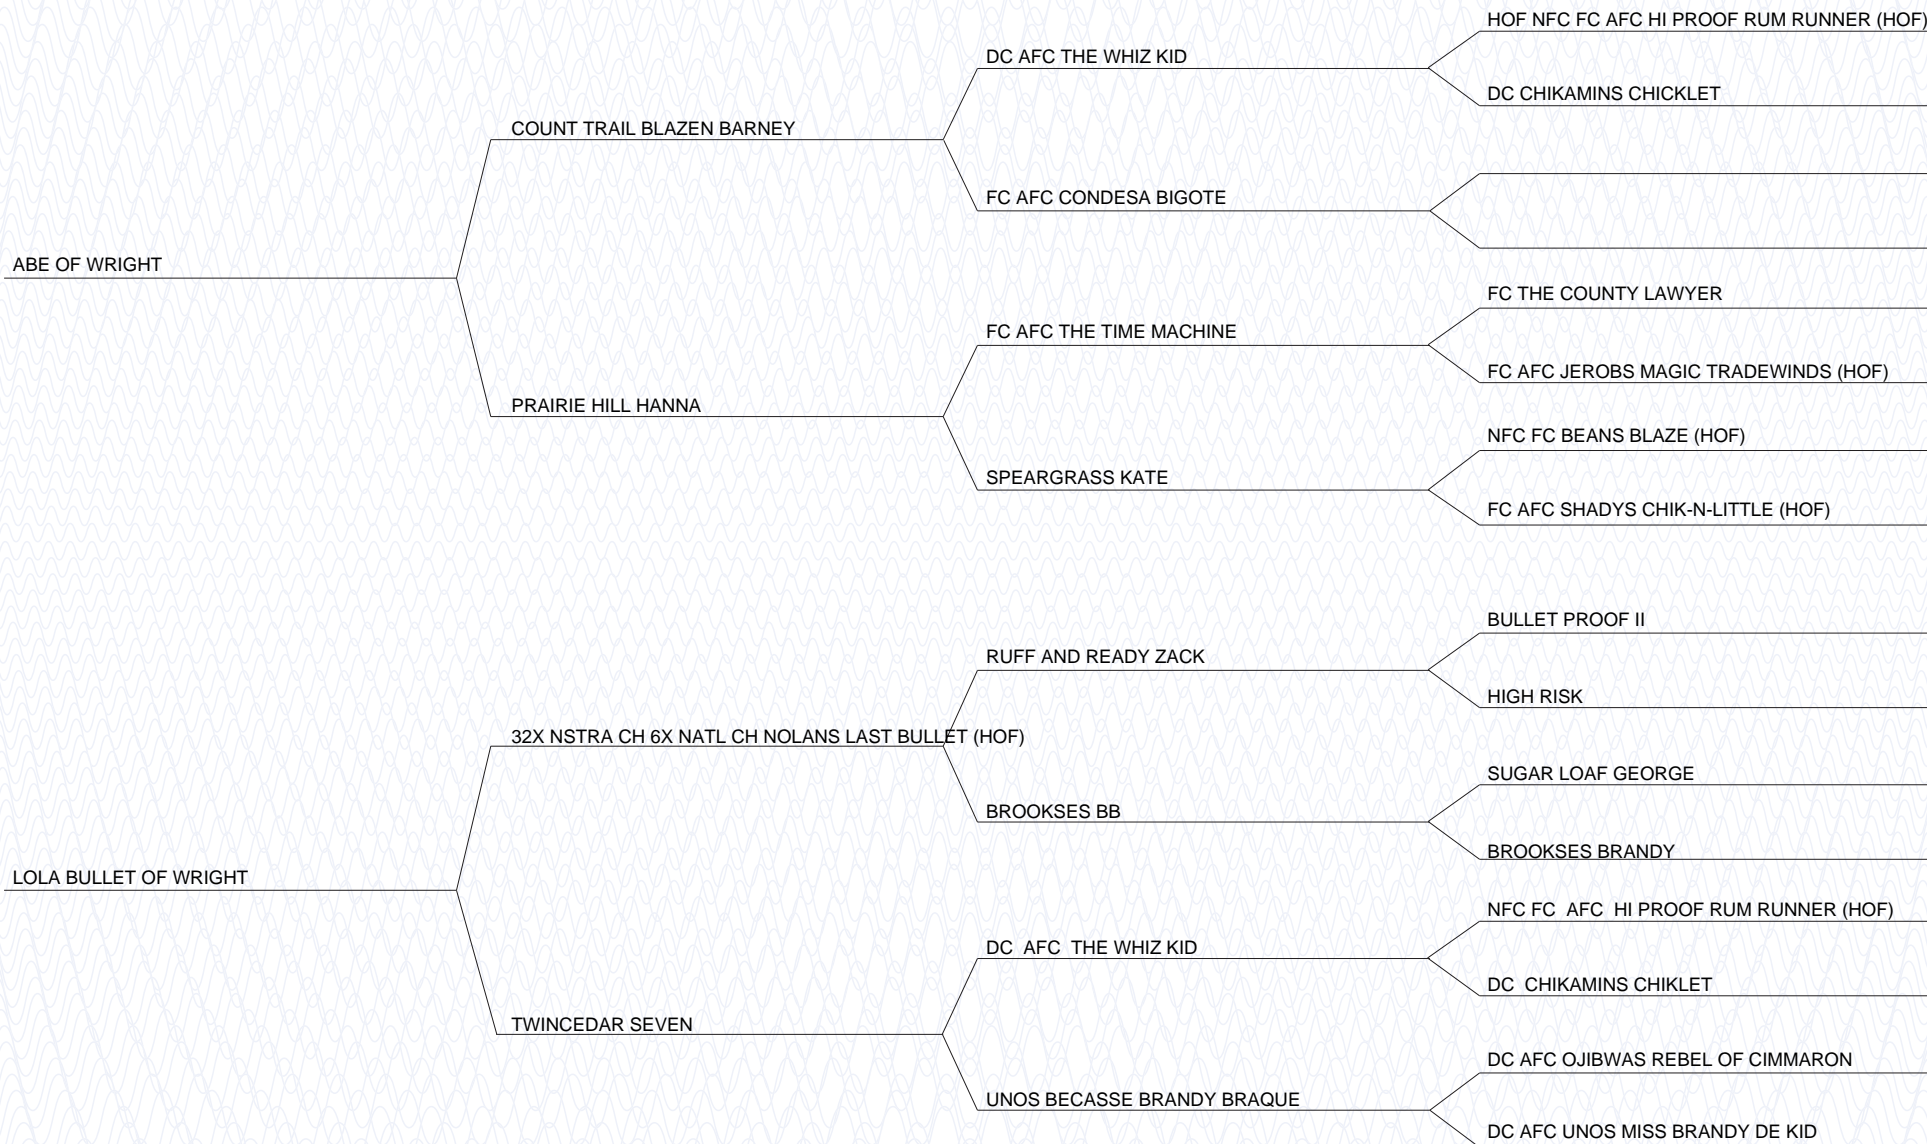 HOF NFC FC AFC HI PROOF RUM RUNNER (HOF)
DC AFC THE WHIZ KID
DC CHIKAMINS CHICKLET
COUNT TRAIL BLAZEN BARNEY
FC AFC CONDESA BIGOTE
ABE OF WRIGHT
FC THE COUNTY LAWYER
FC AFC THE TIME MACHINE
FC AFC JEROBS MAGIC TRADEWINDS (HOF)
PRAIRIE HILL HANNA
NFC FC BEANS BLAZE (HOF)
SPEARGRASS KATE
FC AFC SHADYS CHIK-N-LITTLE (HOF)
BULLET PROOF II
RUFF AND READY ZACK
HIGH RISK
32X NSTRA CH 6X NATL CH NOLANS LAST BULLET (HOF)
SUGAR LOAF GEORGE
BROOKSES BB
BROOKSES BRANDY
LOLA BULLET OF WRIGHT
NFC FC  AFC  HI PROOF RUM RUNNER (HOF)
DC  AFC  THE WHIZ KID
DC  CHIKAMINS CHIKLET
TWINCEDAR SEVEN
DC AFC OJIBWAS REBEL OF CIMMARON
UNOS BECASSE BRANDY BRAQUE
DC AFC UNOS MISS BRANDY DE KID